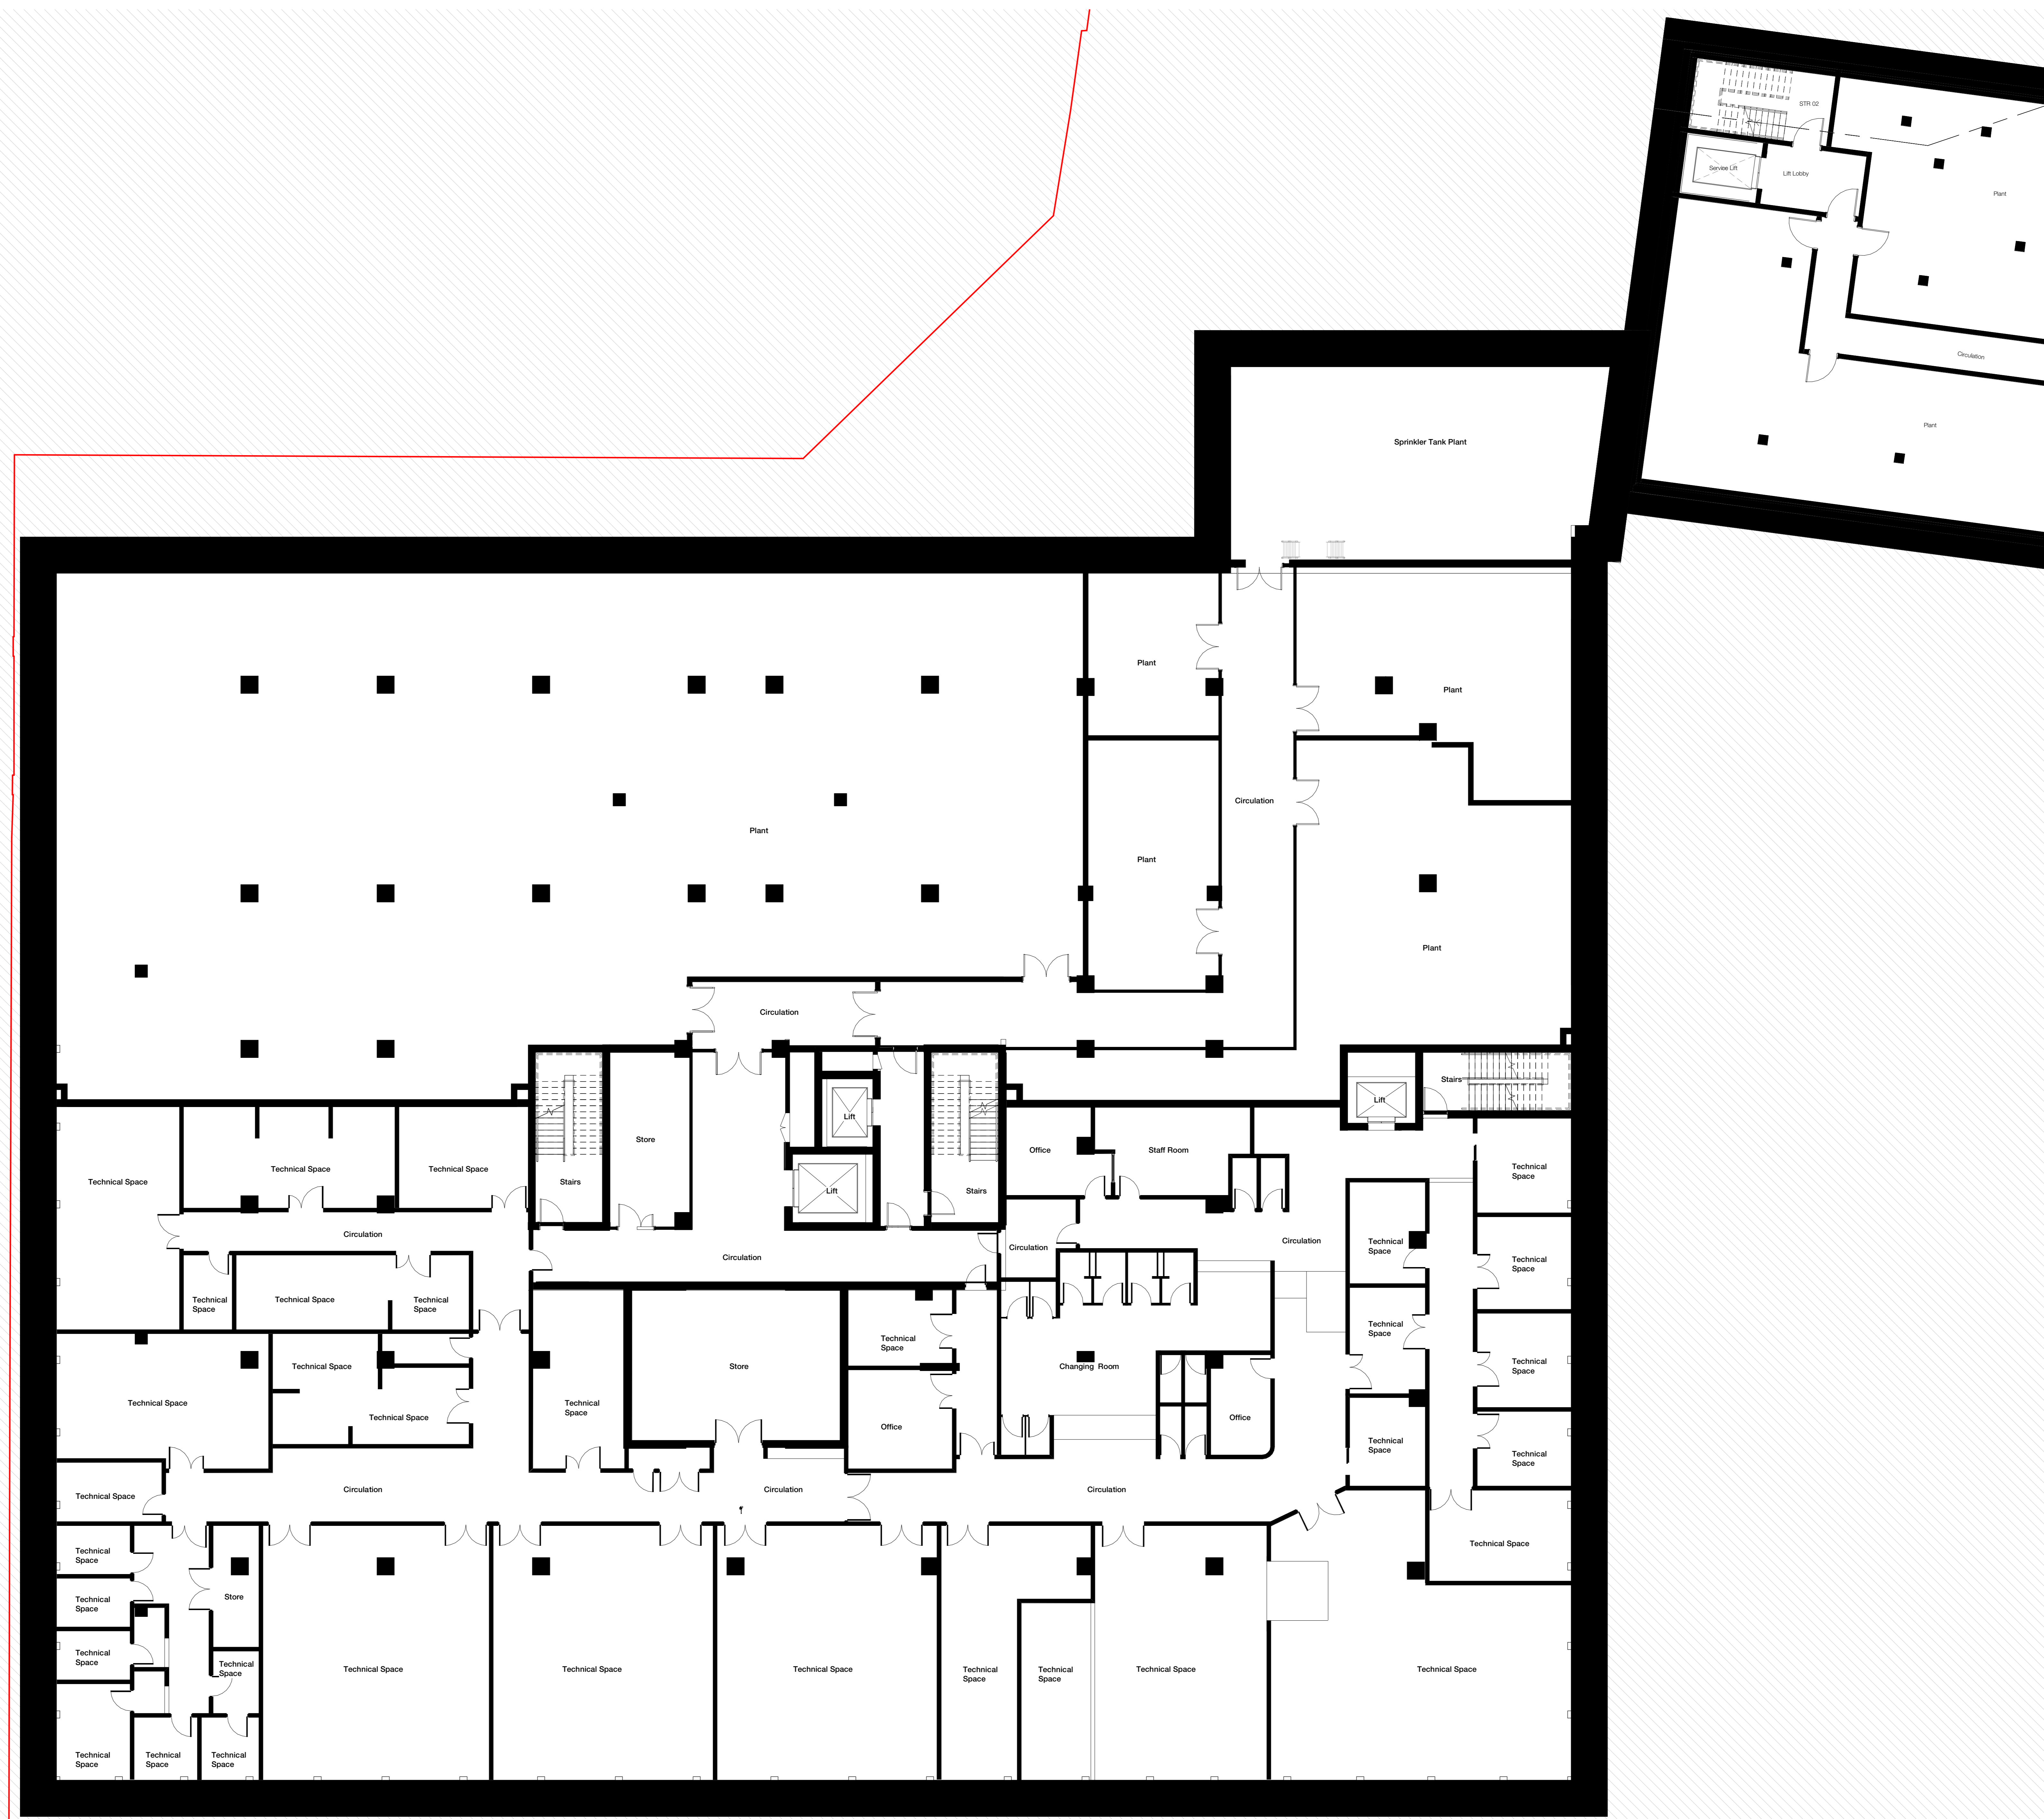 STR 02
Service Lift
Lift Lobby
Plant
Circulation
Plant
Sprinkler Tank Plant
Plant
Plant
Circulation
Plant
Plant
Plant
Circulation
Stairs
Lift
Lift
Store
Office
Staff Room
Technical Space
Technical Space
Technical Space
Technical
Space
Stairs
Lift
Stairs
Circulation
Circulation
Circulation
Circulation
Technical
Space
Technical
Space
Technical
Space
Technical Space
Technical
Space
Technical Space
Store
Technical
Space
Changing Room
Technical
Space
Technical
Space
Technical Space
Technical Space
Technical
Space
Office
Office
Technical
Space
Technical
Space
Technical Space
Circulation
Circulation
Circulation
Technical Space
Technical
Space
Technical
Space
Store
Technical
Space
Technical
Space
Technical Space
Technical Space
Technical Space
Technical
Space
Technical
Space
Technical Space
Technical Space
Technical
Space
Technical
Space
Technical
Space